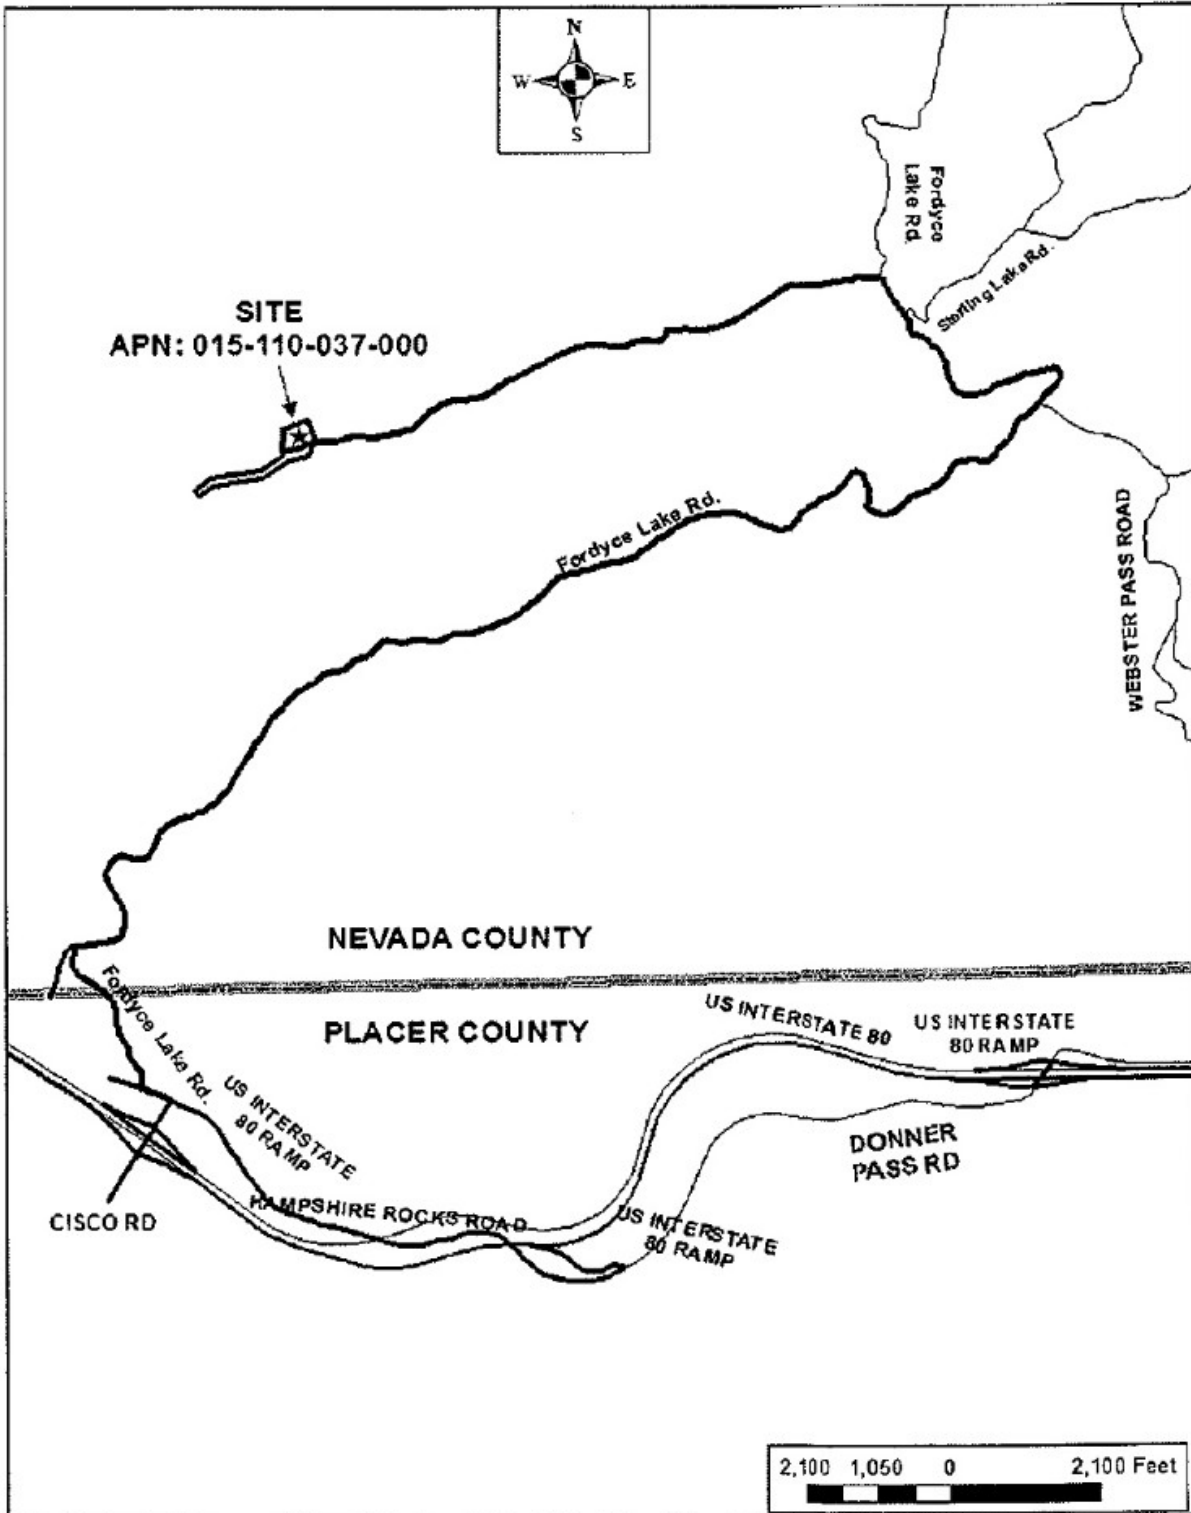 N
W E
S
Fordyce
Lake Rd.
Sterling Lake Rd.
SITE
APN: 015-110-037-000
Fordyce Lake Rd.
WEBSTER PASS ROAD
NEVADA COUNTY
Fordyce Lake Rd.
PLACER COUNTY
US INTERSTATE 80
US INTERSTATE
80 RAMP
US INTERSTATE
80 RAMP
DONNER
PASS RD
CISCO RD
HAMPSHIRE ROCKS ROAD
US INTERSTATE
80 RAMP
2,100 1,050 0 2,100 Feet